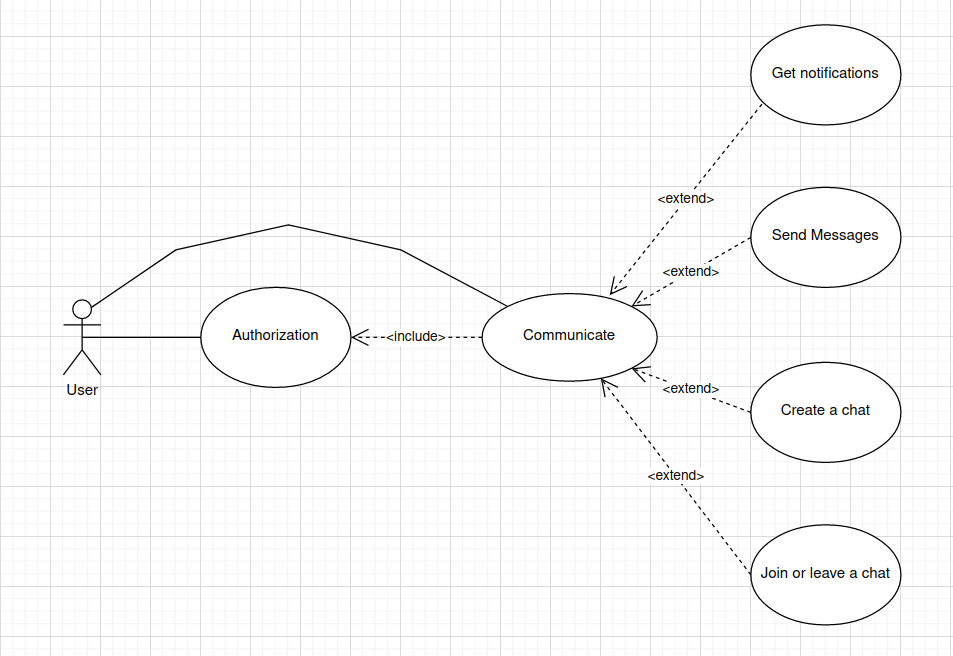 Get notifications
<extend>
Send Messages
<extend>
Authorization
<include>
Communicate
User
<extend>
Create a chat
<extend>
Join or leave a chat